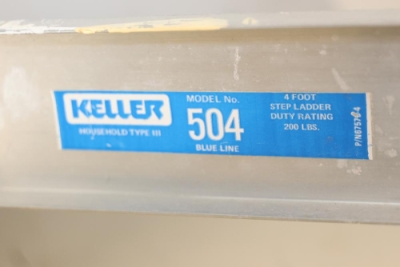 KELLER
HOUSEHOLD TYPE III
MODEL No.
504
BLUE LINE
4 FOOT
STEP LADDER
DUTY RATING
200 LBS.